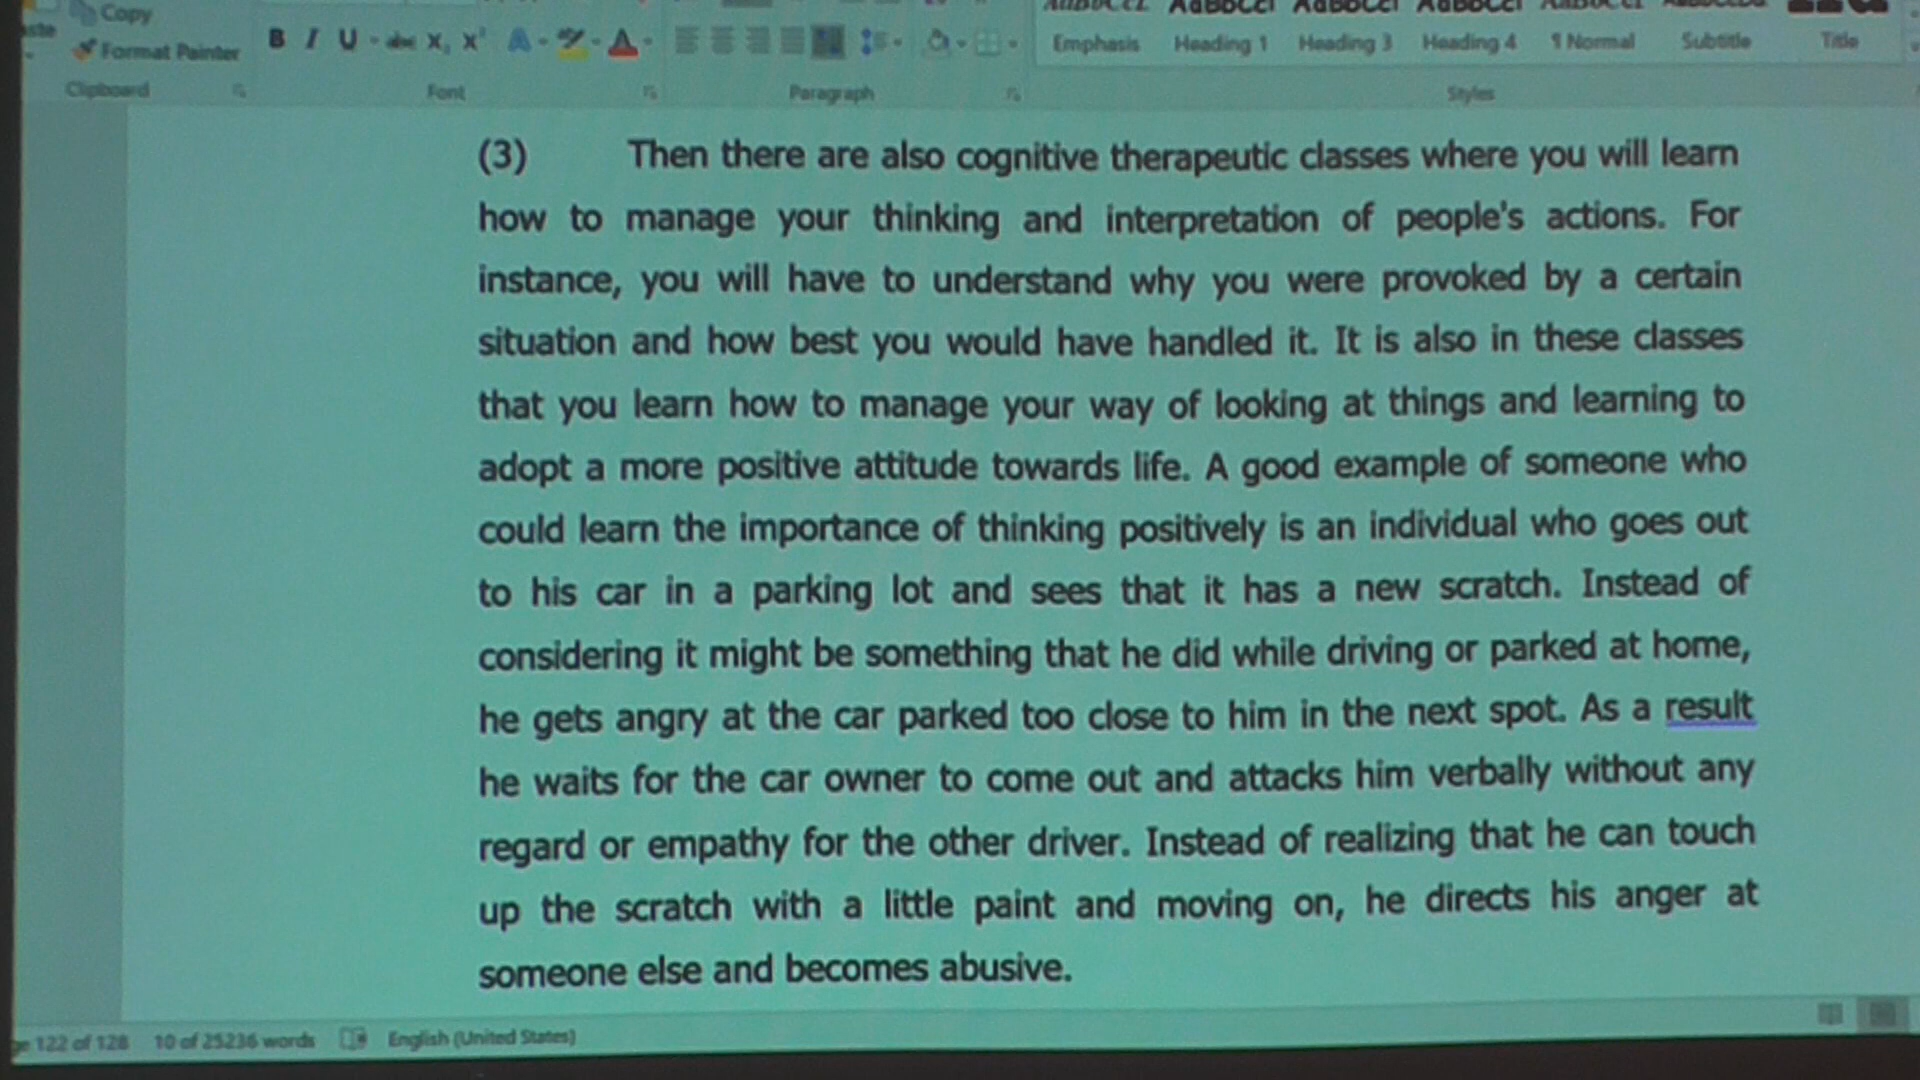 Copy
Format Painter
B I U abc X₂ X²
Emphasis Heading 1 Heading 3 Heading 4 ¶ Normal Subtitle Title
Clipboard Font Paragraph Styles
(3) Then there are also cognitive therapeutic classes where you will learn
how to manage your thinking and interpretation of people's actions. For
instance, you will have to understand why you were provoked by a certain
situation and how best you would have handled it. It is also in these classes
that you learn how to manage your way of looking at things and learning to
adopt a more positive attitude towards life. A good example of someone who
could learn the importance of thinking positively is an individual who goes out
to his car in a parking lot and sees that it has a new scratch. Instead of
considering it might be something that he did while driving or parked at home,
he gets angry at the car parked too close to him in the next spot. As a result
he waits for the car owner to come out and attacks him verbally without any
regard or empathy for the other driver. Instead of realizing that he can touch
up the scratch with a little paint and moving on, he directs his anger at
someone else and becomes abusive.
122 of 128 10 of 25236 words English (United States)